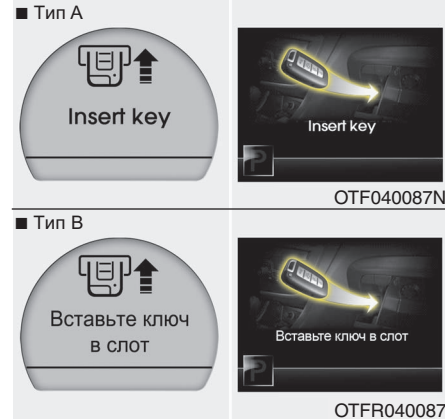 ■ Тип A
Insert key
Insert key
P
OTF040087N
■ Тип B
Вставьте ключ
в слот
Вставьте ключ в слот
P
OTFR040087